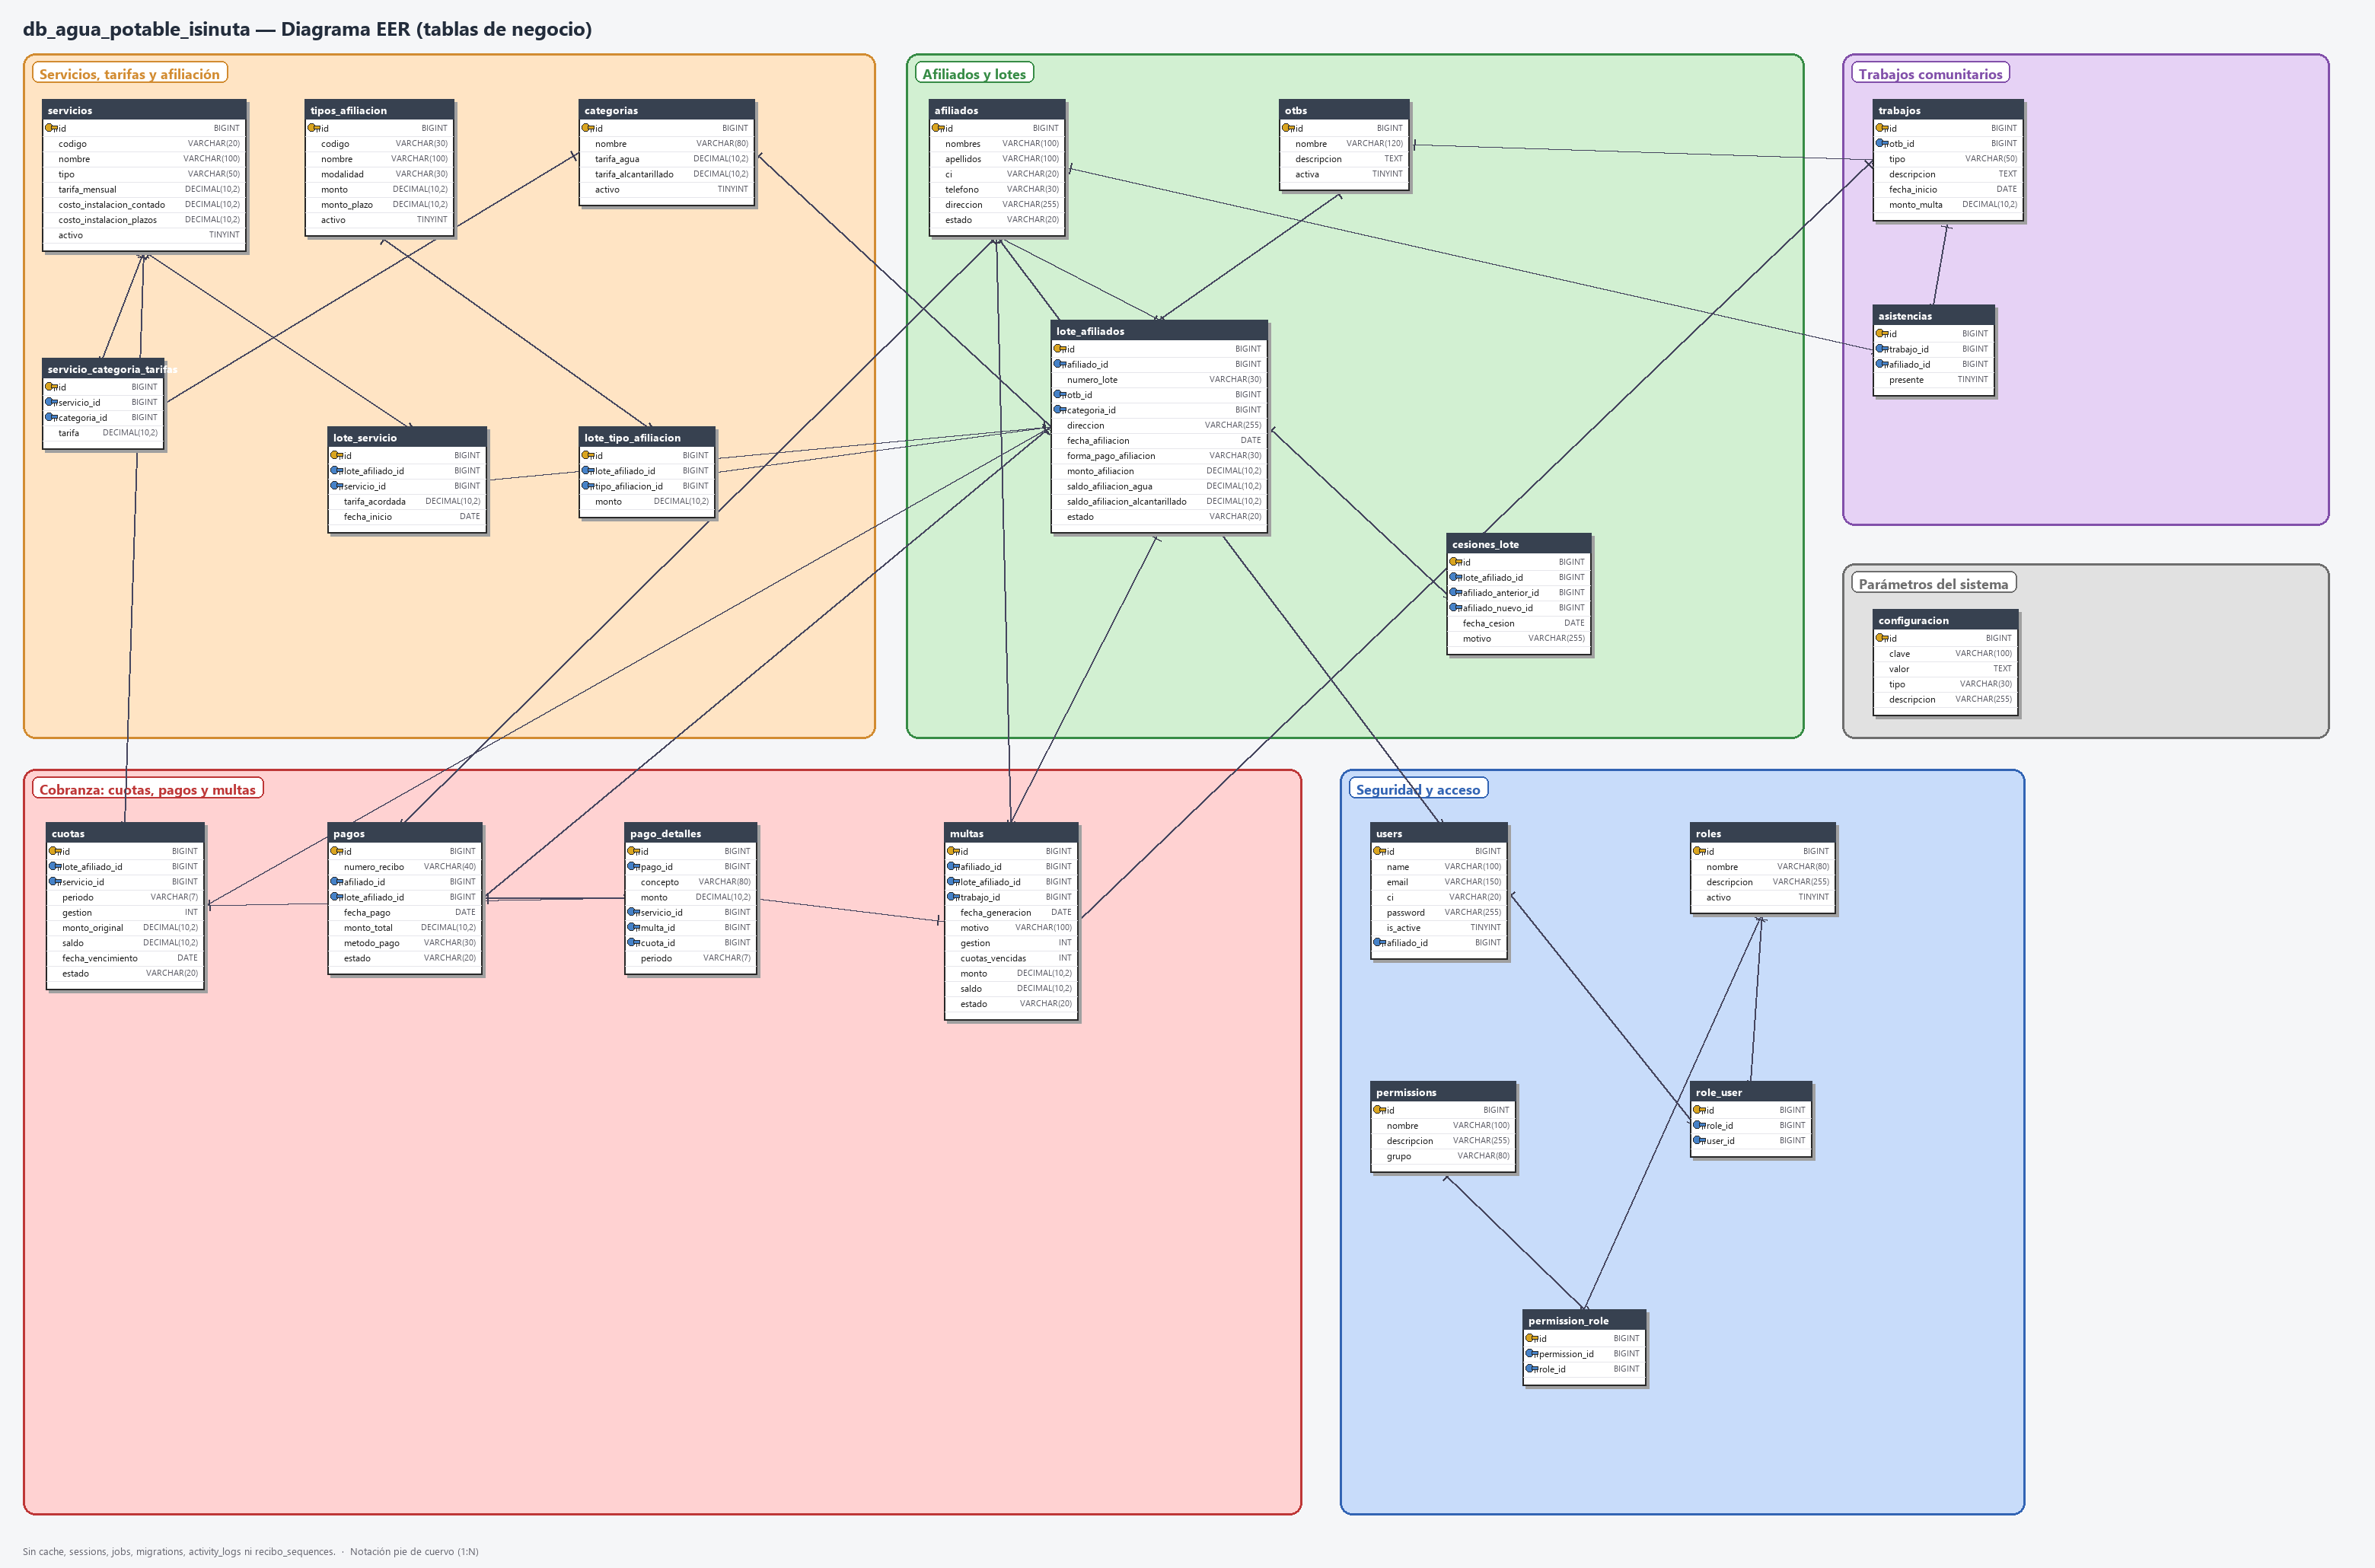 db_agua_potable_isinuta — Diagrama EER (tablas de negocio)
Servicios, tarifas y afiliación
servicios
id BIGINT
codigo VARCHAR(20)
nombre VARCHAR(100)
tipo VARCHAR(50)
tarifa_mensual DECIMAL(10,2)
costo_instalacion_contado DECIMAL(10,2)
costo_instalacion_plazos DECIMAL(10,2)
activo TINYINT
tipos_afiliacion
id BIGINT
codigo VARCHAR(30)
nombre VARCHAR(100)
modalidad VARCHAR(30)
monto DECIMAL(10,2)
monto_plazo DECIMAL(10,2)
activo TINYINT
categorias
id BIGINT
nombre VARCHAR(80)
tarifa_agua DECIMAL(10,2)
tarifa_alcantarillado DECIMAL(10,2)
activo TINYINT
servicio_categoria_tarifas
id BIGINT
servicio_id BIGINT
categoria_id BIGINT
tarifa DECIMAL(10,2)
lote_servicio
id BIGINT
lote_afiliado_id BIGINT
servicio_id BIGINT
tarifa_acordada DECIMAL(10,2)
fecha_inicio DATE
lote_tipo_afiliacion
id BIGINT
lote_afiliado_id BIGINT
tipo_afiliacion_id BIGINT
monto DECIMAL(10,2)
Afiliados y lotes
afiliados
id BIGINT
nombres VARCHAR(100)
apellidos VARCHAR(100)
ci VARCHAR(20)
telefono VARCHAR(30)
direccion VARCHAR(255)
estado VARCHAR(20)
otbs
id BIGINT
nombre VARCHAR(120)
descripcion TEXT
activa TINYINT
lote_afiliados
id BIGINT
afiliado_id BIGINT
numero_lote VARCHAR(30)
otb_id BIGINT
categoria_id BIGINT
direccion VARCHAR(255)
fecha_afiliacion DATE
forma_pago_afiliacion VARCHAR(30)
monto_afiliacion DECIMAL(10,2)
saldo_afiliacion_agua DECIMAL(10,2)
saldo_afiliacion_alcantarillado DECIMAL(10,2)
estado VARCHAR(20)
cesiones_lote
id BIGINT
lote_afiliado_id BIGINT
afiliado_anterior_id BIGINT
afiliado_nuevo_id BIGINT
fecha_cesion DATE
motivo VARCHAR(255)
Trabajos comunitarios
trabajos
id BIGINT
otb_id BIGINT
tipo VARCHAR(50)
descripcion TEXT
fecha_inicio DATE
monto_multa DECIMAL(10,2)
asistencias
id BIGINT
trabajo_id BIGINT
afiliado_id BIGINT
presente TINYINT
Parámetros del sistema
configuracion
id BIGINT
clave VARCHAR(100)
valor TEXT
tipo VARCHAR(30)
descripcion VARCHAR(255)
Cobranza: cuotas, pagos y multas
cuotas
id BIGINT
lote_afiliado_id BIGINT
servicio_id BIGINT
periodo VARCHAR(7)
gestion INT
monto_original DECIMAL(10,2)
saldo DECIMAL(10,2)
fecha_vencimiento DATE
estado VARCHAR(20)
pagos
id BIGINT
numero_recibo VARCHAR(40)
afiliado_id BIGINT
lote_afiliado_id BIGINT
fecha_pago DATE
monto_total DECIMAL(10,2)
metodo_pago VARCHAR(30)
estado VARCHAR(20)
pago_detalles
id BIGINT
pago_id BIGINT
concepto VARCHAR(80)
monto DECIMAL(10,2)
servicio_id BIGINT
multa_id BIGINT
cuota_id BIGINT
periodo VARCHAR(7)
multas
id BIGINT
afiliado_id BIGINT
lote_afiliado_id BIGINT
trabajo_id BIGINT
fecha_generacion DATE
motivo VARCHAR(100)
gestion INT
cuotas_vencidas INT
monto DECIMAL(10,2)
saldo DECIMAL(10,2)
estado VARCHAR(20)
Seguridad y acceso
users
id BIGINT
name VARCHAR(100)
email VARCHAR(150)
ci VARCHAR(20)
password VARCHAR(255)
is_active TINYINT
afiliado_id BIGINT
roles
id BIGINT
nombre VARCHAR(80)
descripcion VARCHAR(255)
activo TINYINT
permissions
id BIGINT
nombre VARCHAR(100)
descripcion VARCHAR(255)
grupo VARCHAR(80)
role_user
id BIGINT
role_id BIGINT
user_id BIGINT
permission_role
id BIGINT
permission_id BIGINT
role_id BIGINT
Sin cache, sessions, jobs, migrations, activity_logs ni recibo_sequences. · Notación pie de cuervo (1:N)